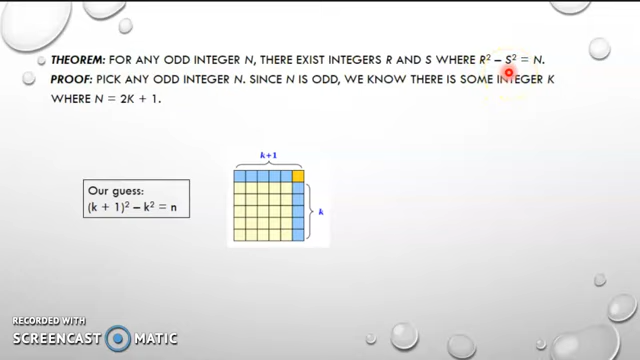 THEOREM: FOR ANY ODD INTEGER N, THERE EXIST INTEGERS R AND S WHERE R² – S² = N.
PROOF: PICK ANY ODD INTEGER N. SINCE N IS ODD, WE KNOW THERE IS SOME INTEGER K
WHERE N = 2K + 1.
k+1
Our guess:
(k + 1)² – k² = n
k
RECORDED WITH
SCREENCAST MATIC